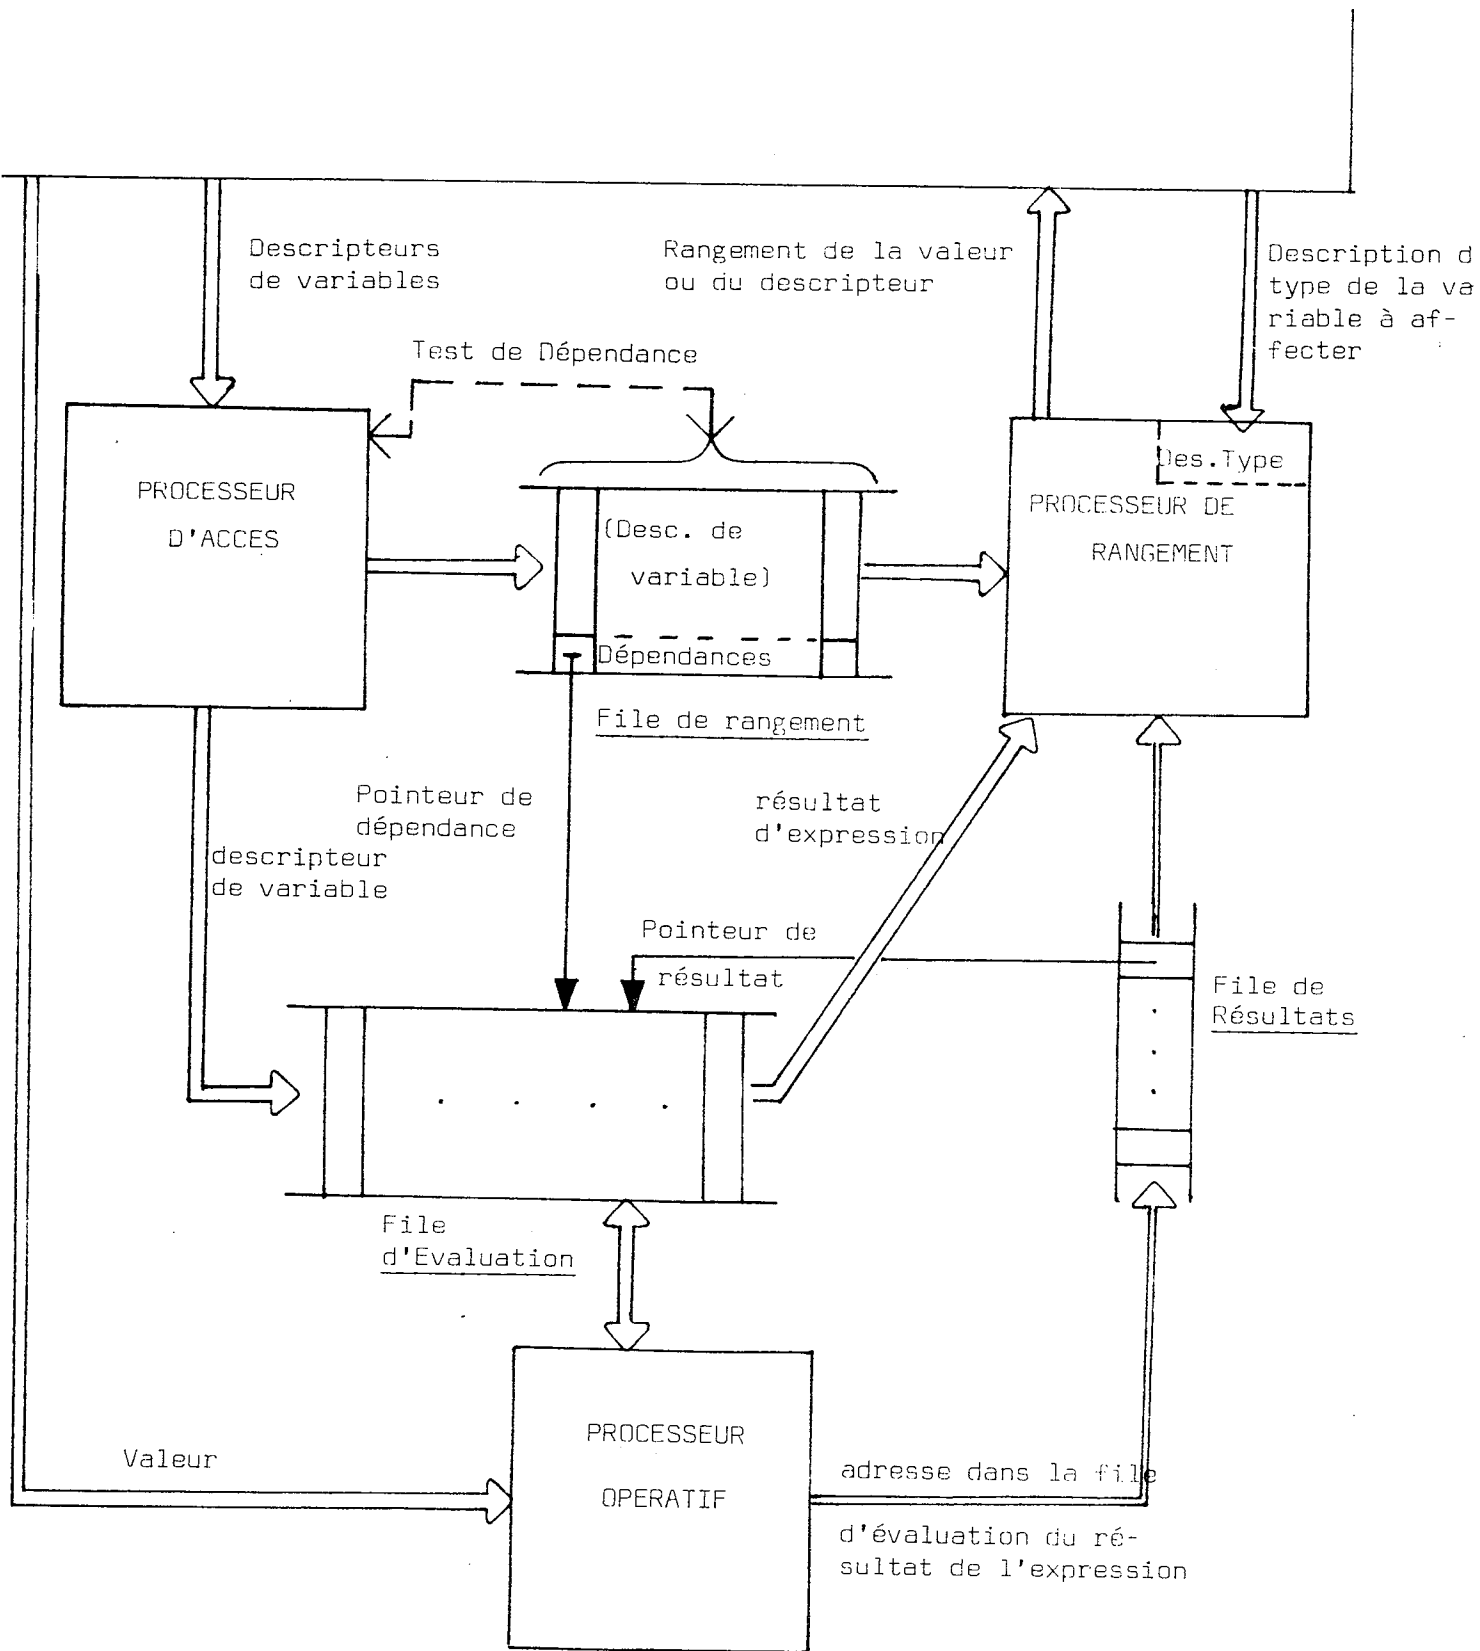 Descripteurs
de variables
Rangement de la valeur
ou du descripteur
Description d
type de la va
riable à af-
fecter
Test de Dépendance
Des.Type
PROCESSEUR
D'ACCES
(Desc. de
variable)
Dépendances
PROCESSEUR DE
RANGEMENT
File de rangement
Pointeur de
dépendance
résultat
d'expression
descripteur
de variable
Pointeur de
résultat
File de
Résultats
File
d'Evaluation
PROCESSEUR
OPERATIF
Valeur
adresse dans la file
d'évaluation du ré-
sultat de l'expression